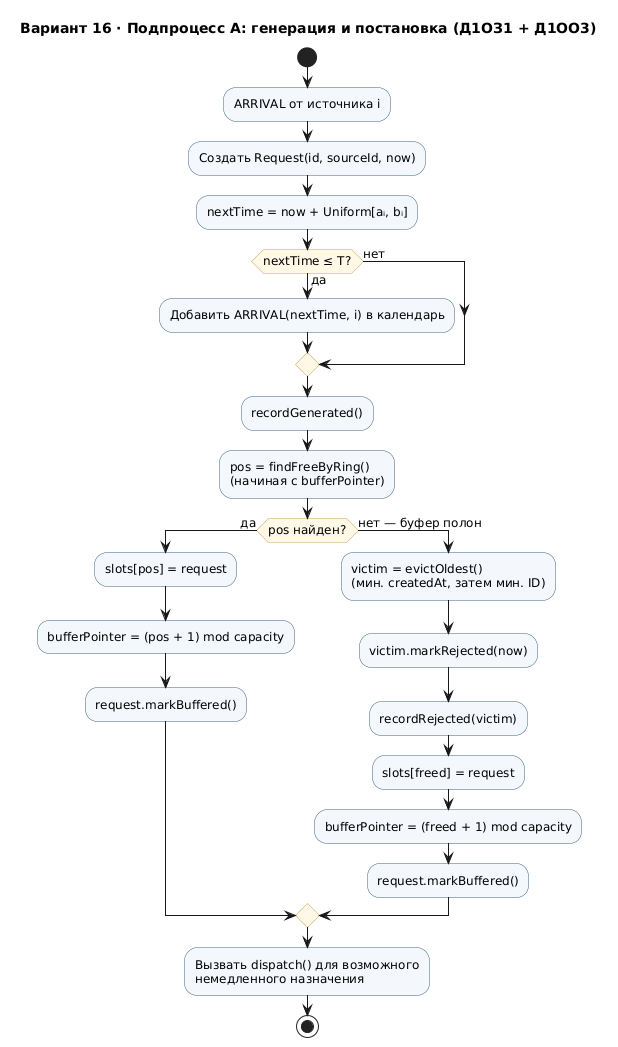 Вариант 16 · Подпроцесс А: генерация и постановка (Д1О31 + Д1ОО3)
ARRIVAL от источника i
Создать Request(id, sourceId, now)
nextTime = now + Uniform[aᵢ, bᵢ]
nextTime ≤ T?
нет
да
Добавить ARRIVAL(nextTime, i) в календарь
recordGenerated()
pos = findFreeByRing()
(начиная с bufferPointer)
да
pos найден?
нет — буфер полон
slots[pos] = request
victim = evictOldest()
(мин. createdAt, затем мин. ID)
bufferPointer = (pos + 1) mod capacity
victim.markRejected(now)
request.markBuffered()
recordRejected(victim)
slots[freed] = request
bufferPointer = (freed + 1) mod capacity
request.markBuffered()
Вызвать dispatch() для возможного
немедленного назначения